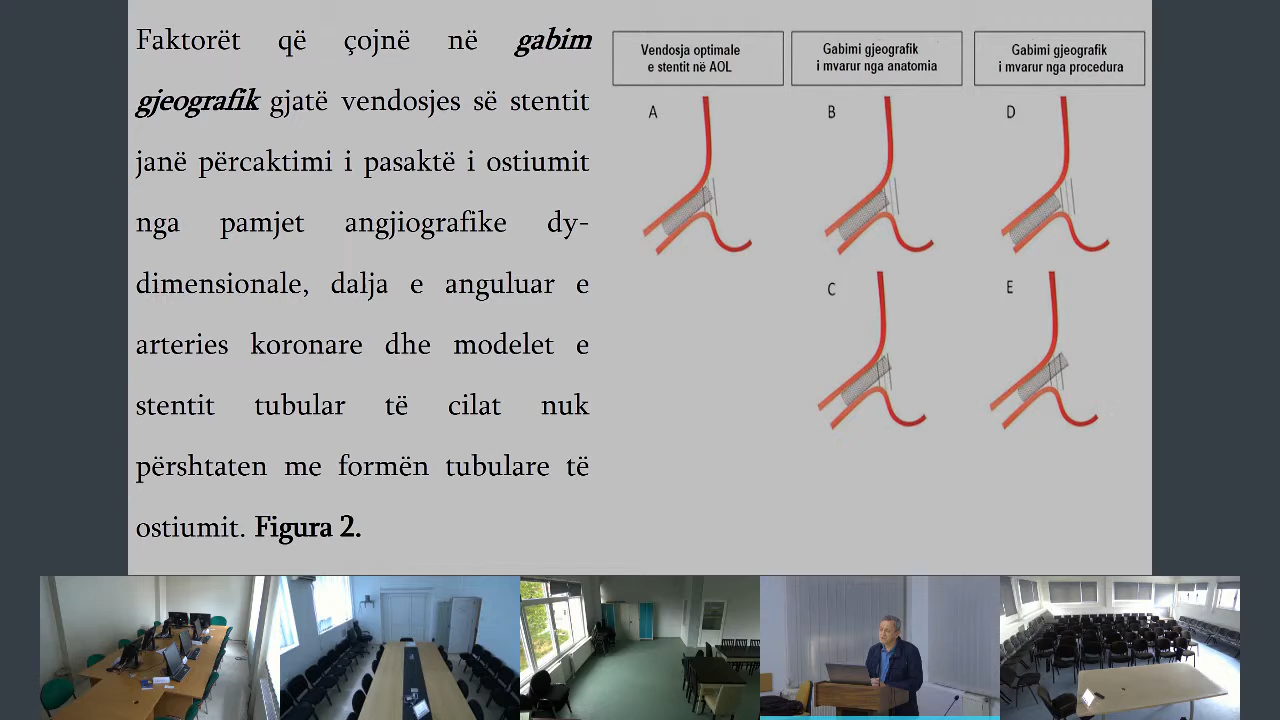 Faktorët që çojnë në gabim
gjeografik gjatë vendosjes së stentit
janë përcaktimi i pasaktë i ostiumit
nga pamjet angjiografike dy-
dimensionale, dalja e anguluar e
arteries koronare dhe modelet e
stentit tubular të cilat nuk
përshtaten me formën tubulare të
ostiumit. Figura 2.
Vendosja optimale
e stentit në AOL
Gabimi gjeografik
i mvarur nga anatomia
Gabimi gjeografik
i mvarur nga procedura
A
B
D
C
E